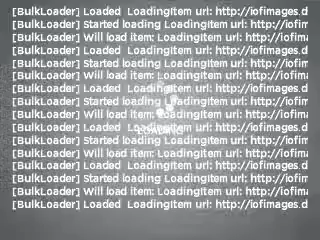 [BulkLoader] Loaded LoadingItem url: http://iofimages.d
[BulkLoader] Started loading LoadingItem url: http://iofim
[BulkLoader] Will load item: LoadingItem url: http://iofima
[BulkLoader] Loaded LoadingItem url: http://iofimages.d
[BulkLoader] Started loading LoadingItem url: http://iofim
[BulkLoader] Will load item: LoadingItem url: http://iofima
[BulkLoader] Loaded LoadingItem url: http://iofimages.d
[BulkLoader] Started loading LoadingItem url: http://iofim
[BulkLoader] Will load item: LoadingItem url: http://iofima
[BulkLoader] Loaded LoadingItem url: http://iofimages.d
[BulkLoader] Started loading LoadingItem url: http://iofim
[BulkLoader] Will load item: LoadingItem url: http://iofima
[BulkLoader] Loaded LoadingItem url: http://iofimages.d
[BulkLoader] Started loading LoadingItem url: http://iofim
[BulkLoader] Will load item: LoadingItem url: http://iofima
[BulkLoader] Loaded LoadingItem url: http://iofimages.d